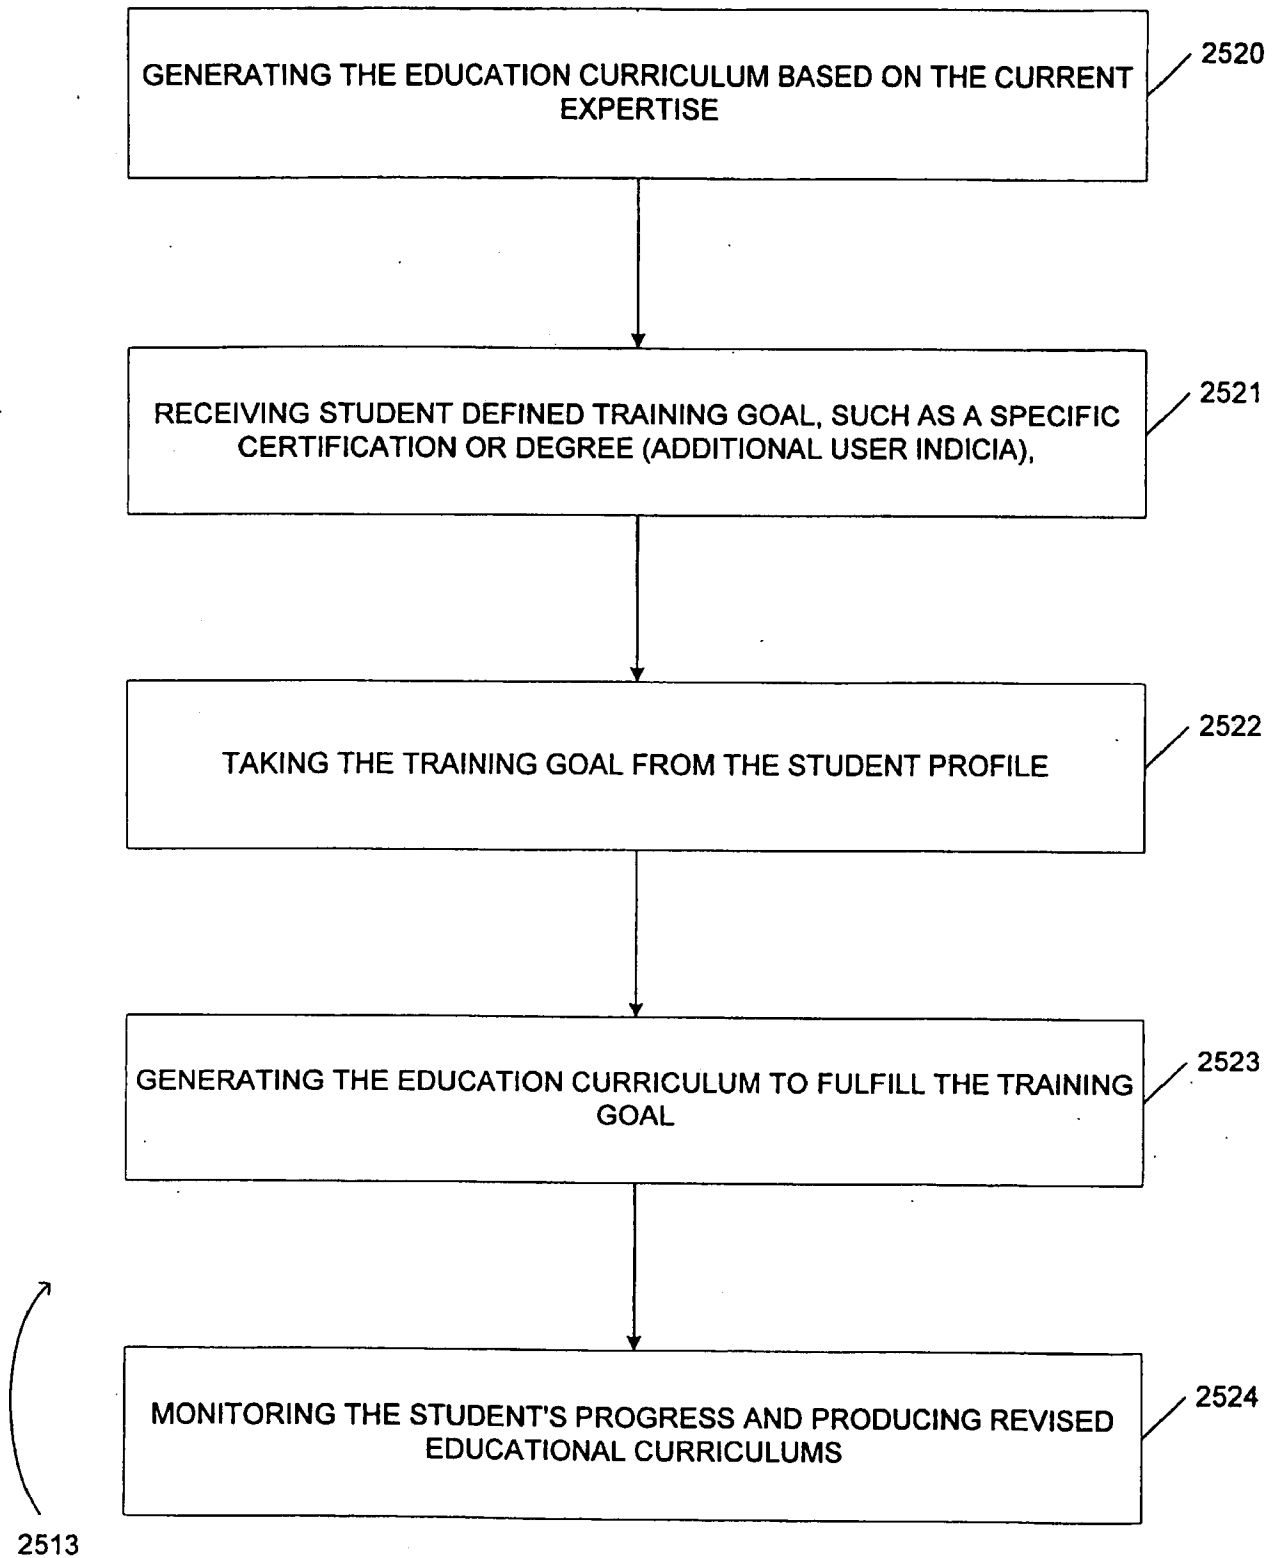 GENERATING THE EDUCATION CURRICULUM BASED ON THE CURRENT
EXPERTISE
2520
RECEIVING STUDENT DEFINED TRAINING GOAL, SUCH AS A SPECIFIC
CERTIFICATION OR DEGREE (ADDITIONAL USER INDICIA),
2521
TAKING THE TRAINING GOAL FROM THE STUDENT PROFILE
2522
GENERATING THE EDUCATION CURRICULUM TO FULFILL THE TRAINING
GOAL
2523
MONITORING THE STUDENT'S PROGRESS AND PRODUCING REVISED
EDUCATIONAL CURRICULUMS
2524
2513